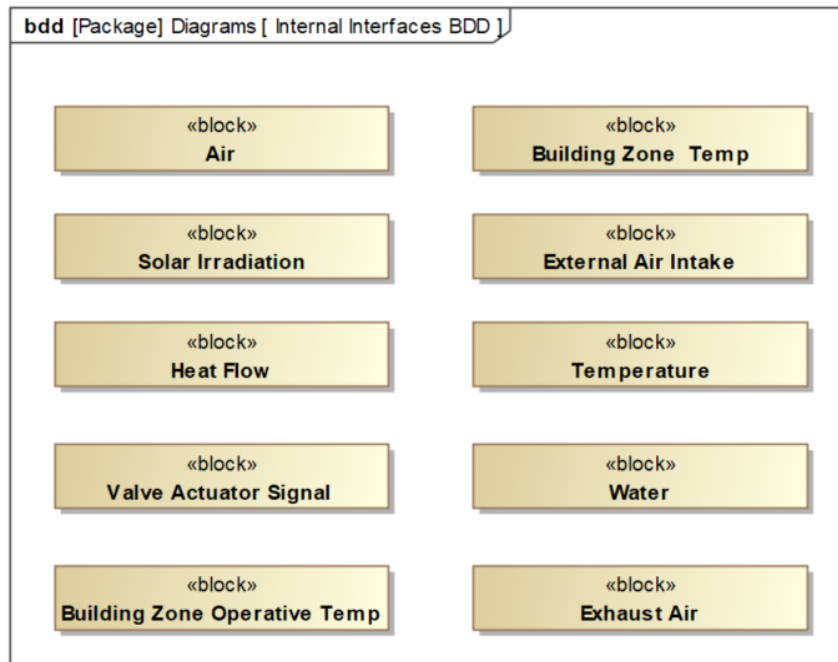 bdd [Package] Diagrams [ Internal Interfaces BDD ]
«block»
Air
«block»
Building Zone  Temp
«block»
Solar Irradiation
«block»
External Air Intake
«block»
Heat Flow
«block»
Temperature
«block»
Valve Actuator Signal
«block»
Water
«block»
Building Zone Operative Temp
«block»
Exhaust Air